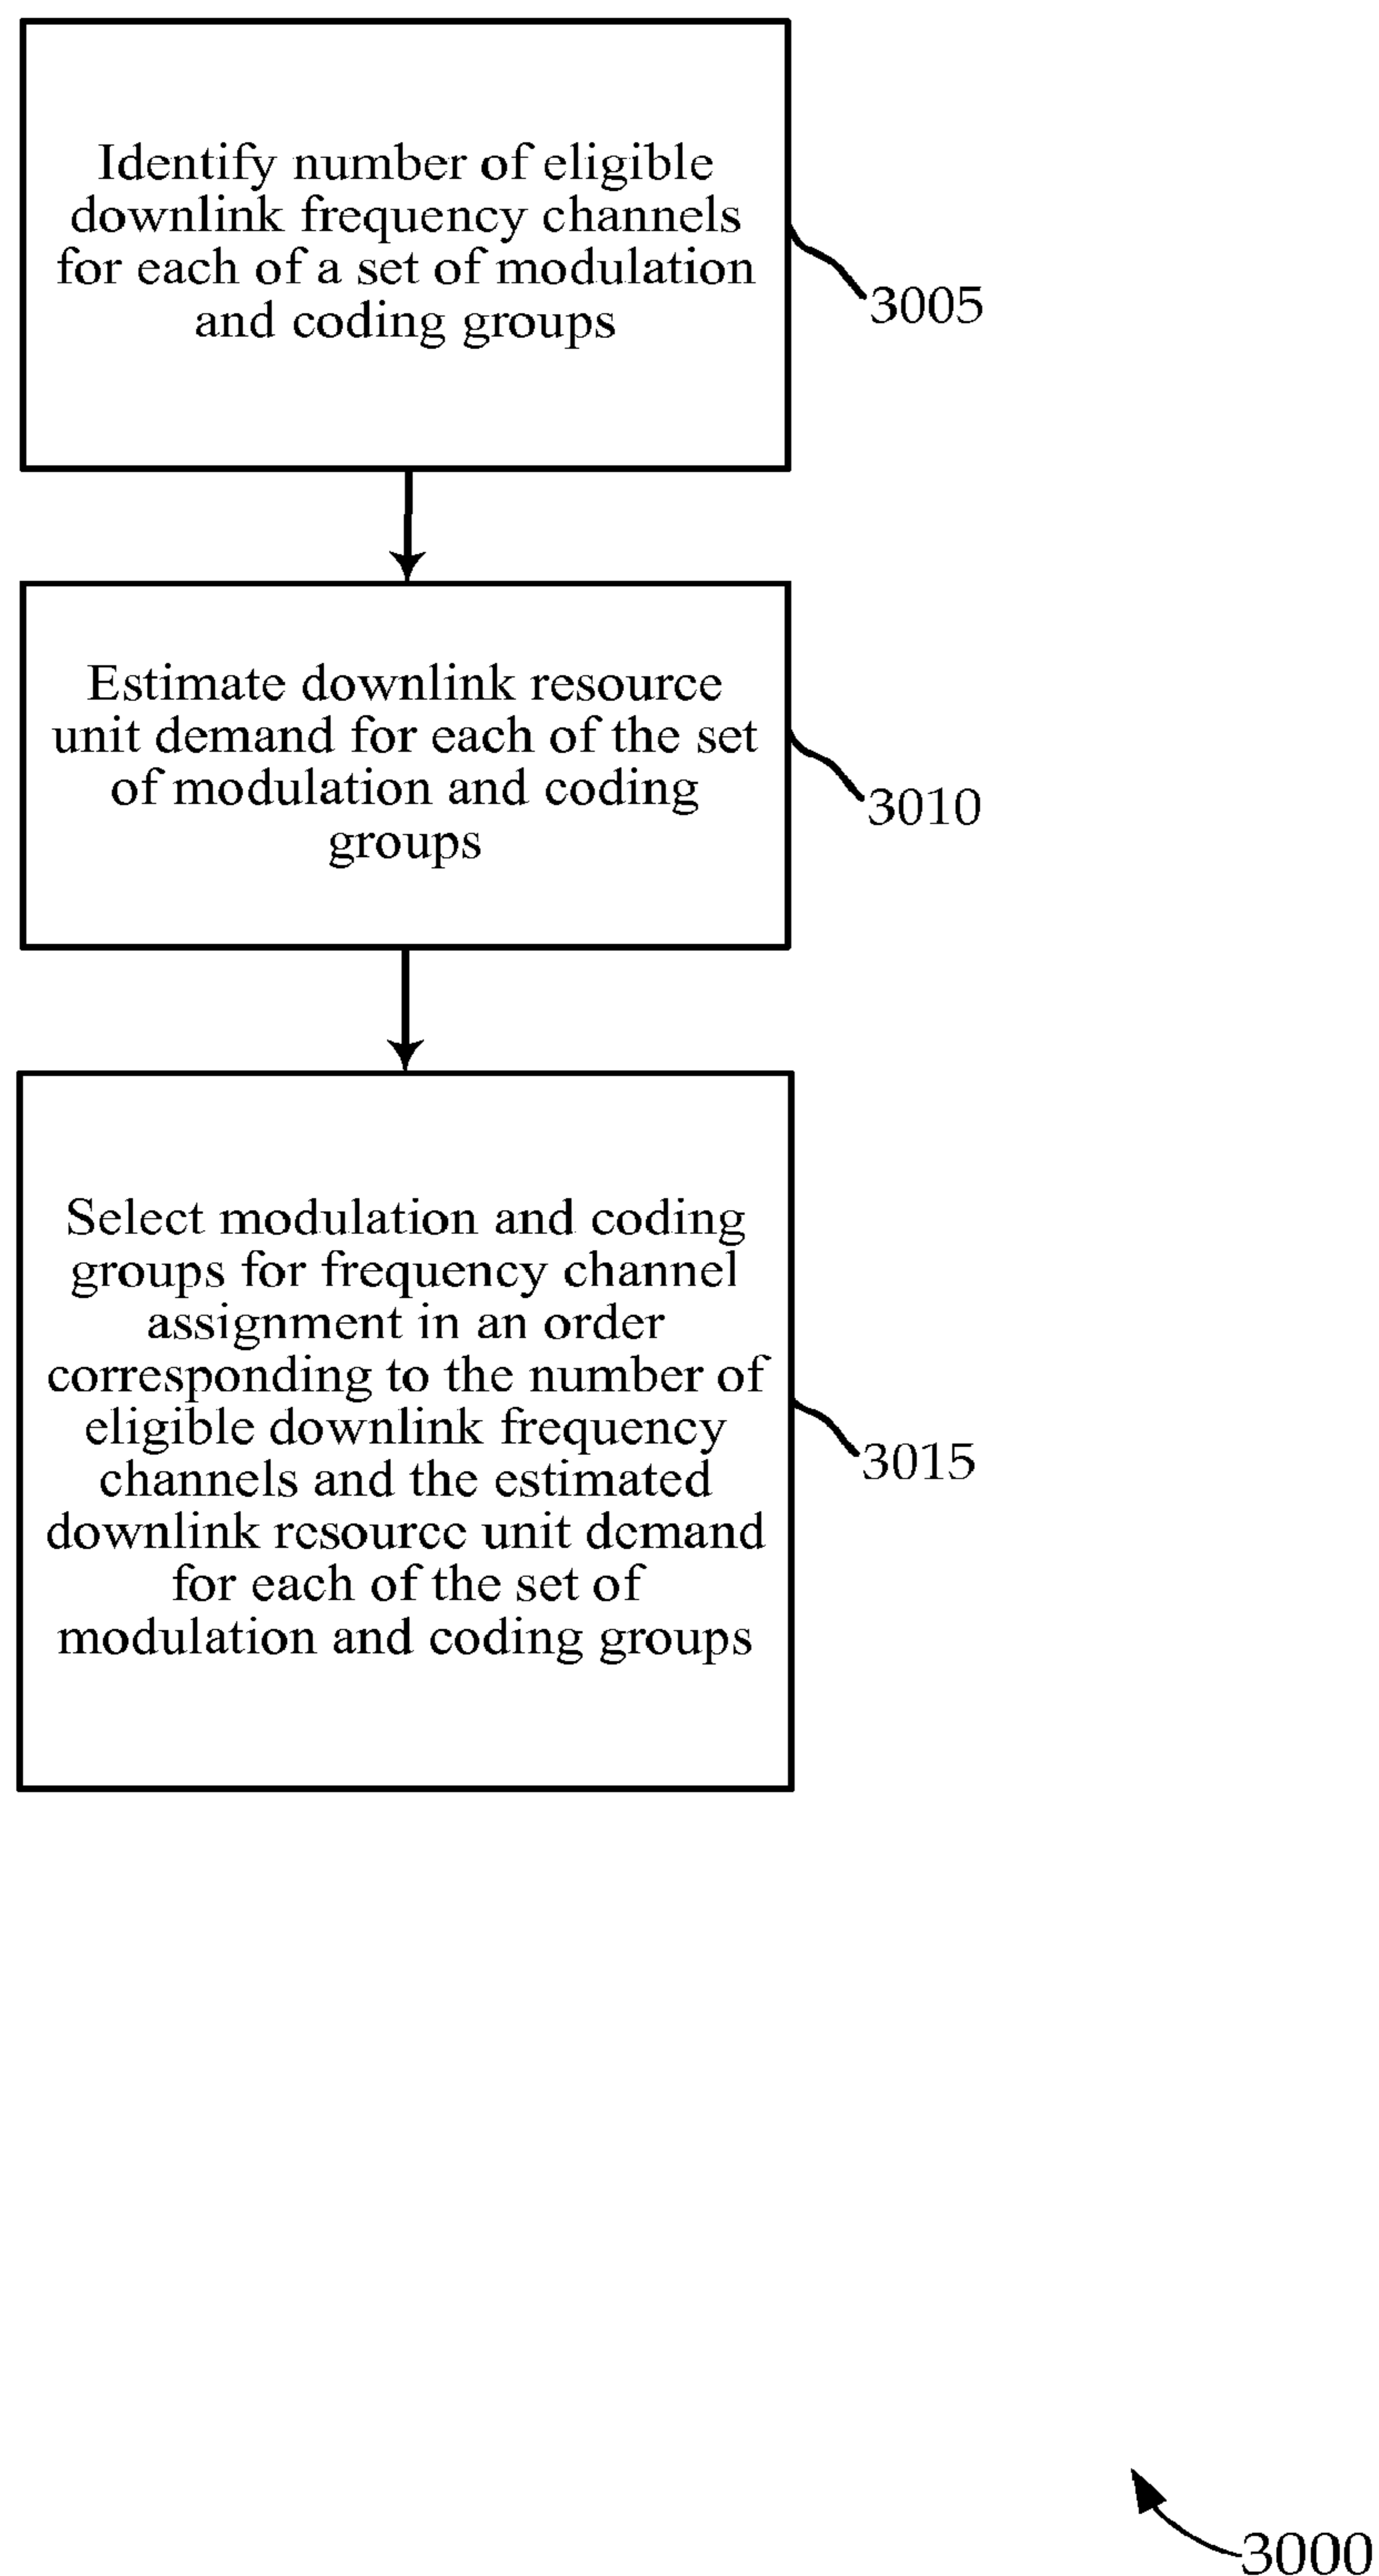 Identify number of eligible
downlink frequency channels
for each of a set of modulation
and coding groups
3005
Estimate downlink resource
unit demand for each of the set
of modulation and coding
groups
3010
Select modulation and coding
groups for frequency channel
assignment in an order
corresponding to the number of
eligible downlink frequency
channels and the estimated
downlink resource unit demand
for each of the set of
modulation and coding groups
3015
3000